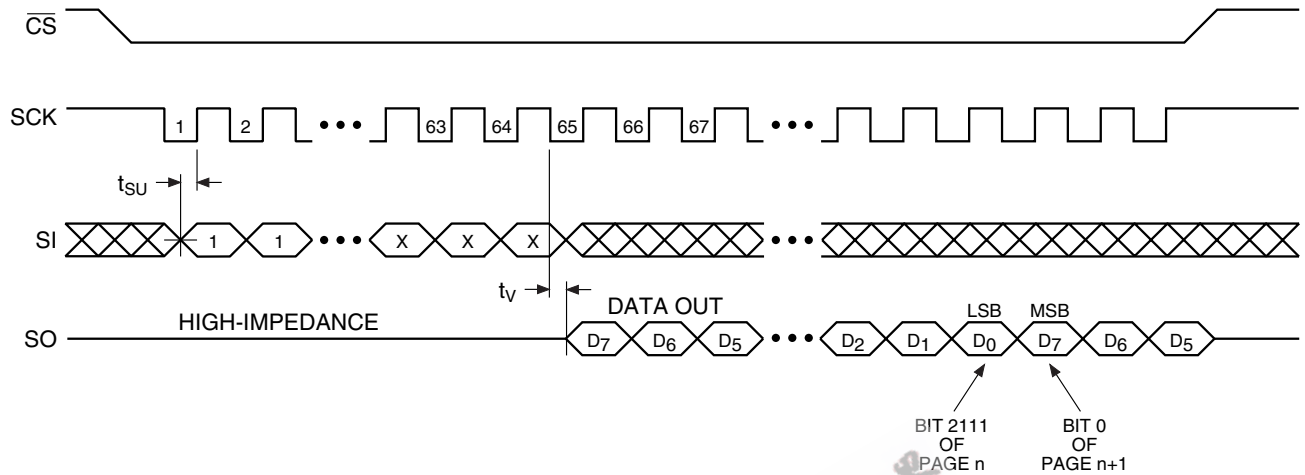 CS
SCK 1 2 ••• 63 64 65 66 67 •••
tSU
SI 1 1 ••• X X X •••
tV
HIGH-IMPEDANCE DATA OUT LSB MSB
SO D7 D6 D5 ••• D2 D1 D0 D7 D6 D5
BIT 2111 BIT 0
OF OF
PAGE n PAGE n+1